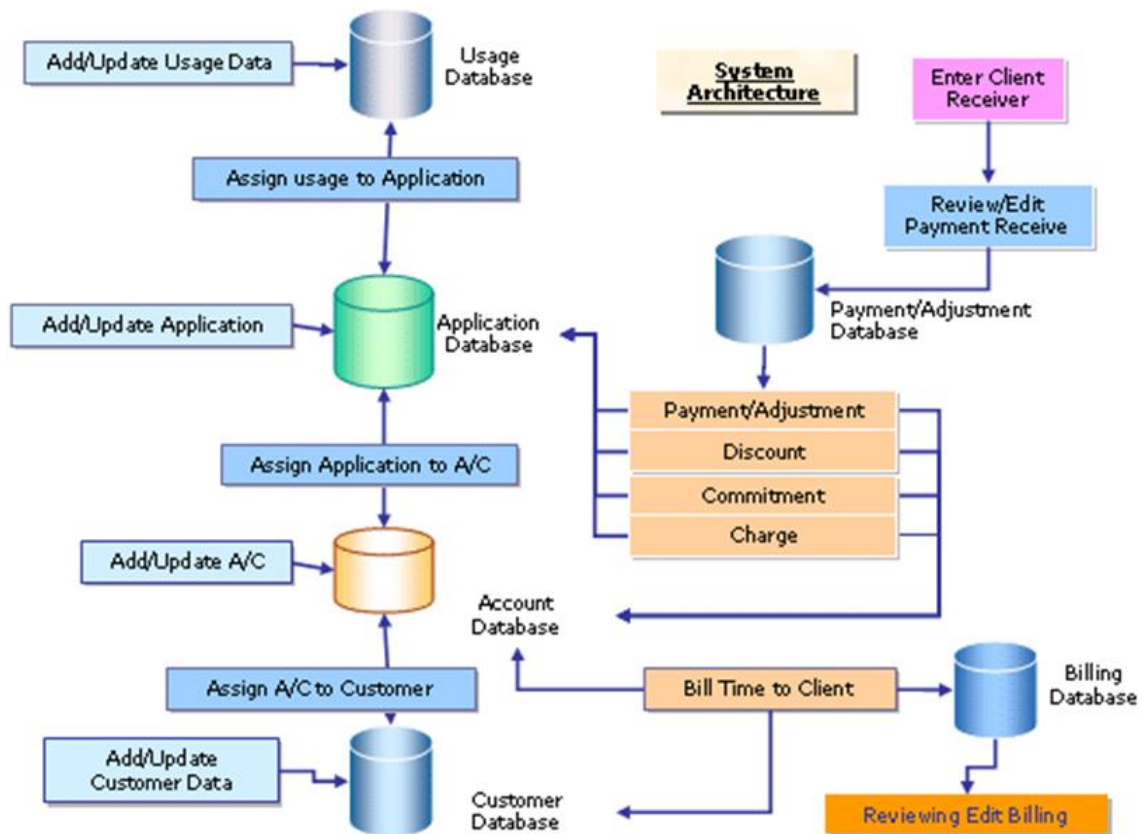 Add/Update Usage Data
Usage
Database
System
Architecture
Enter Client
Receiver
Assign usage to Application
Review/Edit
Payment Receive
Add/Update Application
Application
Database
Payment/Adjustment
Database
Payment/Adjustment
Discount
Commitment
Charge
Assign Application to A/C
Add/Update A/C
Account
Database
Assign A/C to Customer
Bill Time to Client
Billing
Database
Add/Update
Customer Data
Customer
Database
Reviewing Edit Billing